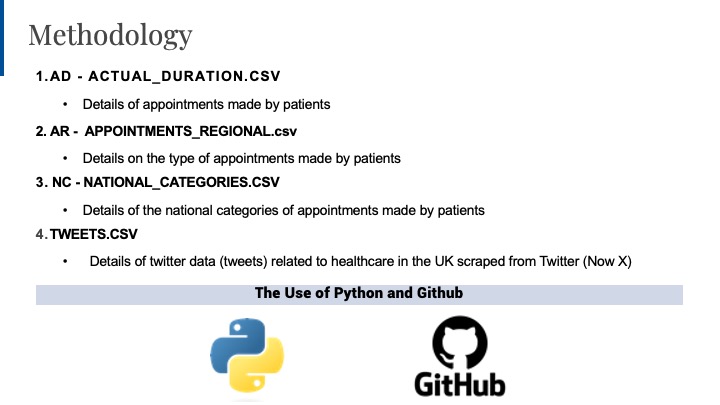 Methodology
1. AD - ACTUAL_DURATION.CSV
• Details of appointments made by patients
2. AR - APPOINTMENTS_REGIONAL.csv
• Details on the type of appointments made by patients
3. NC - NATIONAL_CATEGORIES.CSV
• Details of the national categories of appointments made by patients
4. TWEETS.CSV
• Details of twitter data (tweets) related to healthcare in the UK scraped from Twitter (Now X)
The Use of Python and Github
GitHub